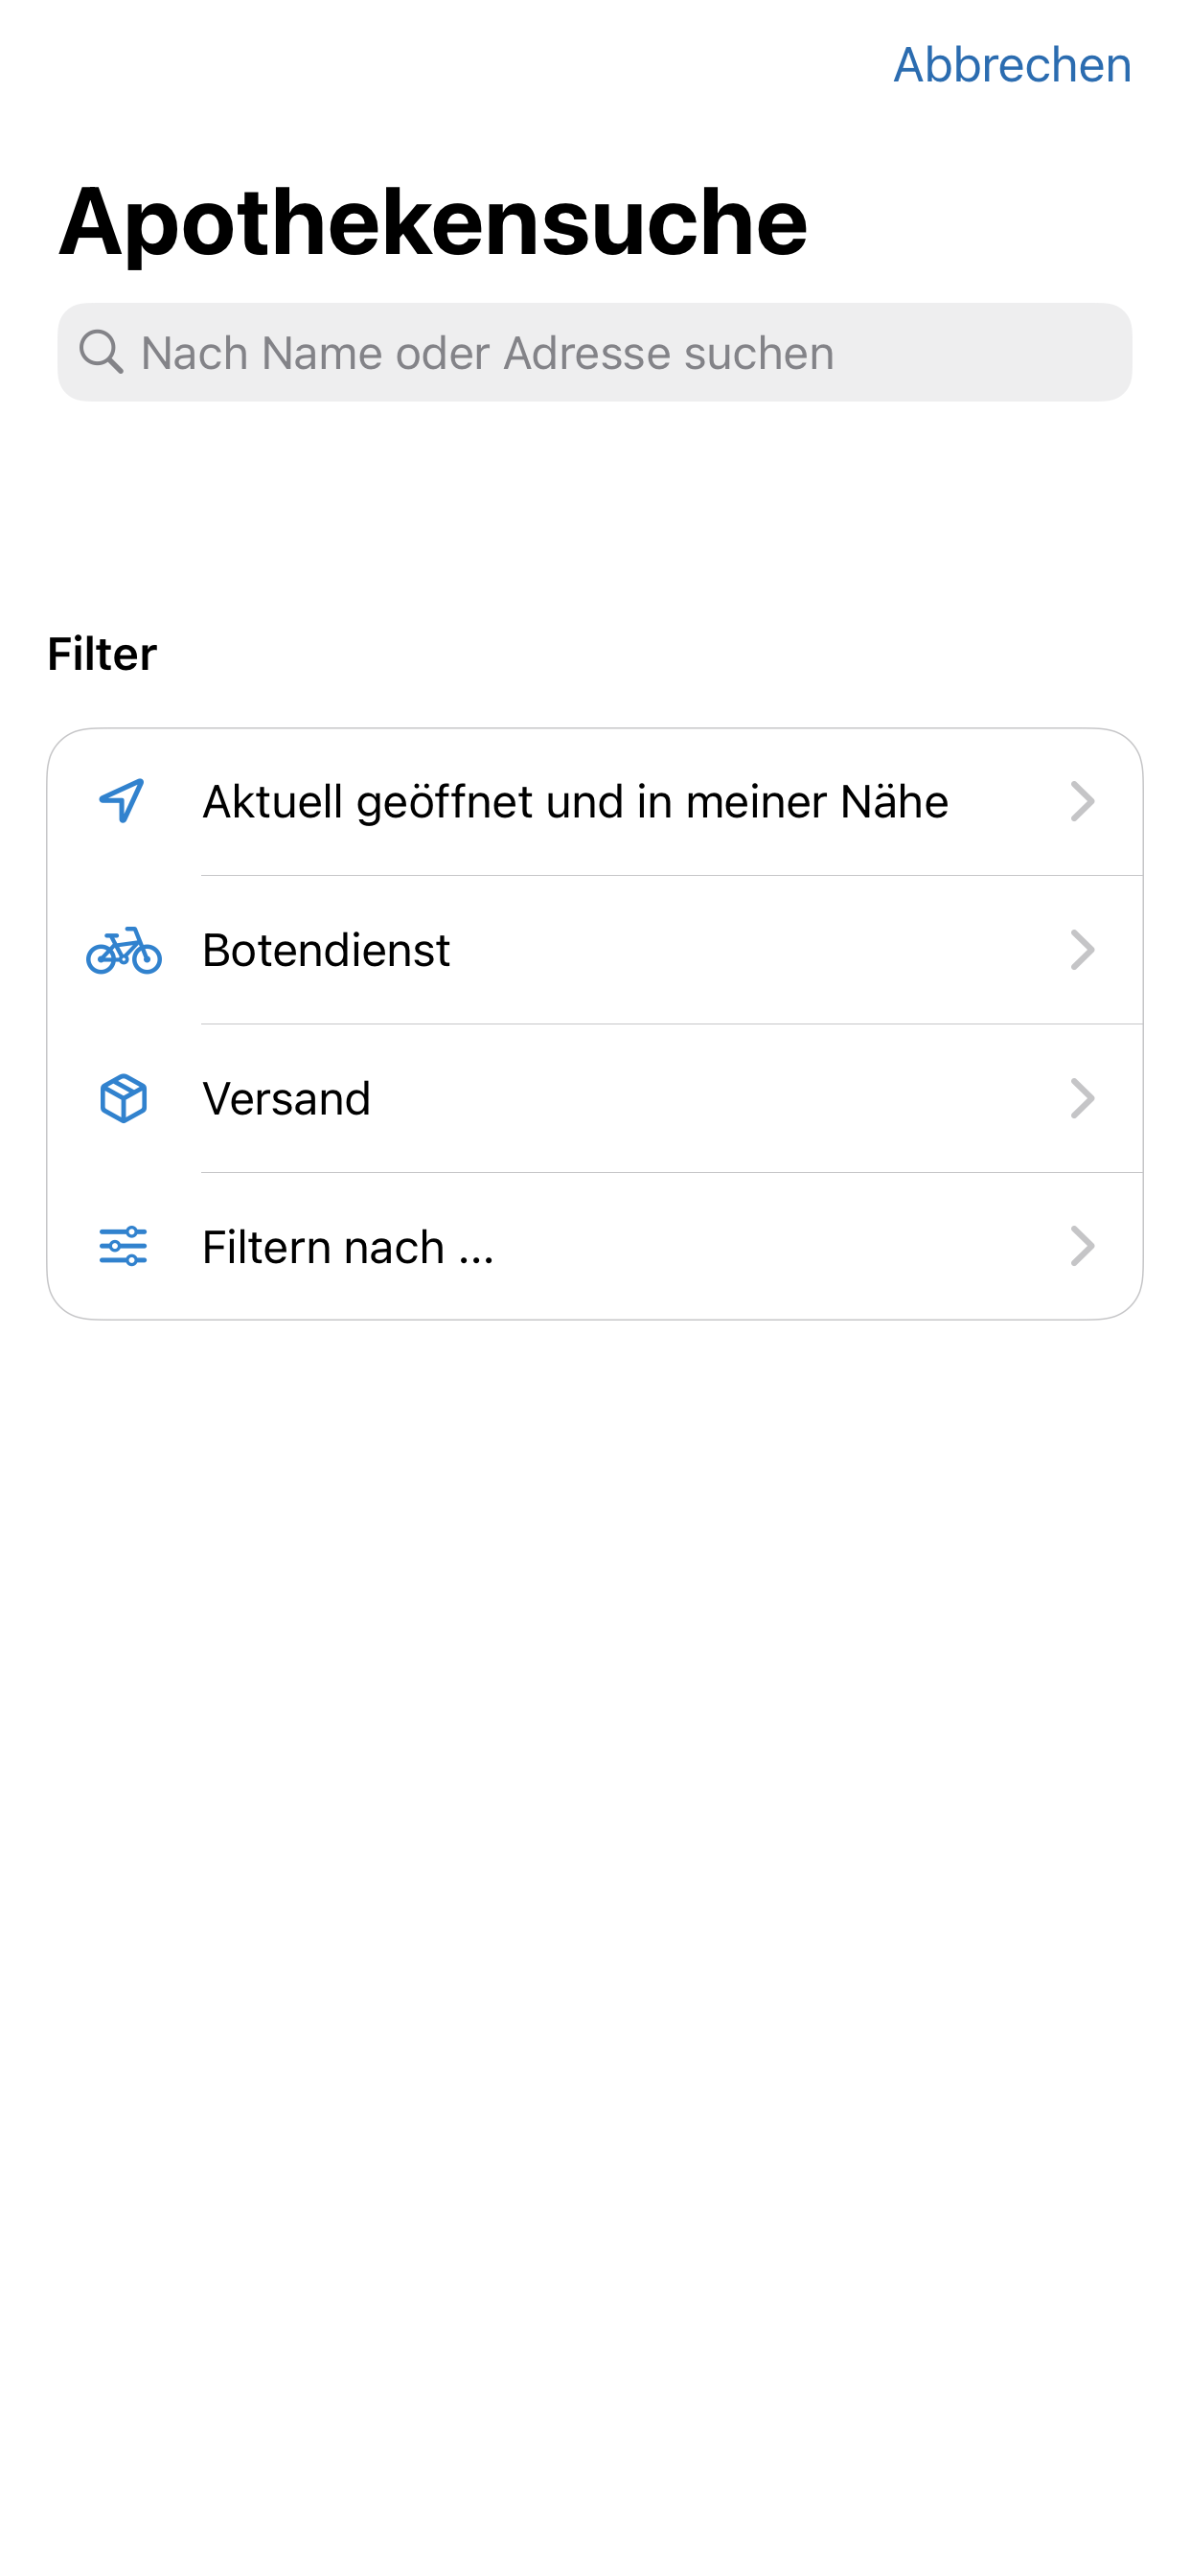 Abbrechen
Apothekensuche
Nach Name oder Adresse suchen
Filter
Aktuell geöffnet und in meiner Nähe
Botendienst
Versand
Filtern nach ...